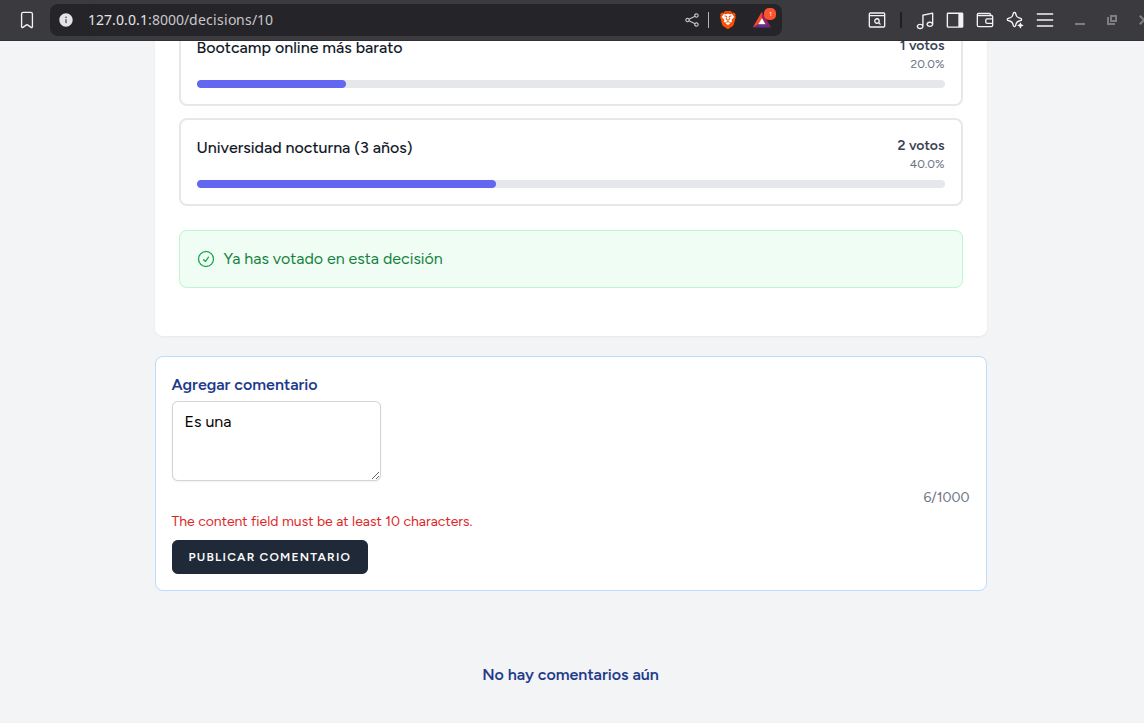 127.0.0.1:8000/decisions/10
Bootcamp online más barato
1 votos
20.0%
Universidad nocturna (3 años)
2 votos
40.0%
Ya has votado en esta decisión
Agregar comentario
Es una
6/1000
The content field must be at least 10 characters.
PUBLICAR COMENTARIO
No hay comentarios aún